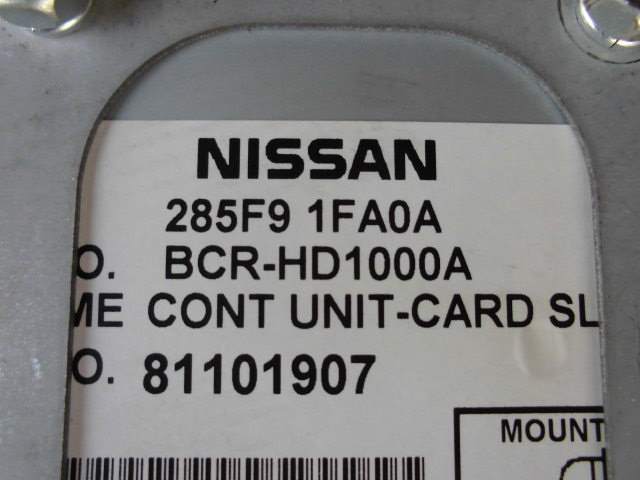 NISSAN
285F9 1FA0A
O. BCR-HD1000A
ME CONT UNIT-CARD SL
O. 81101907
MOUNT